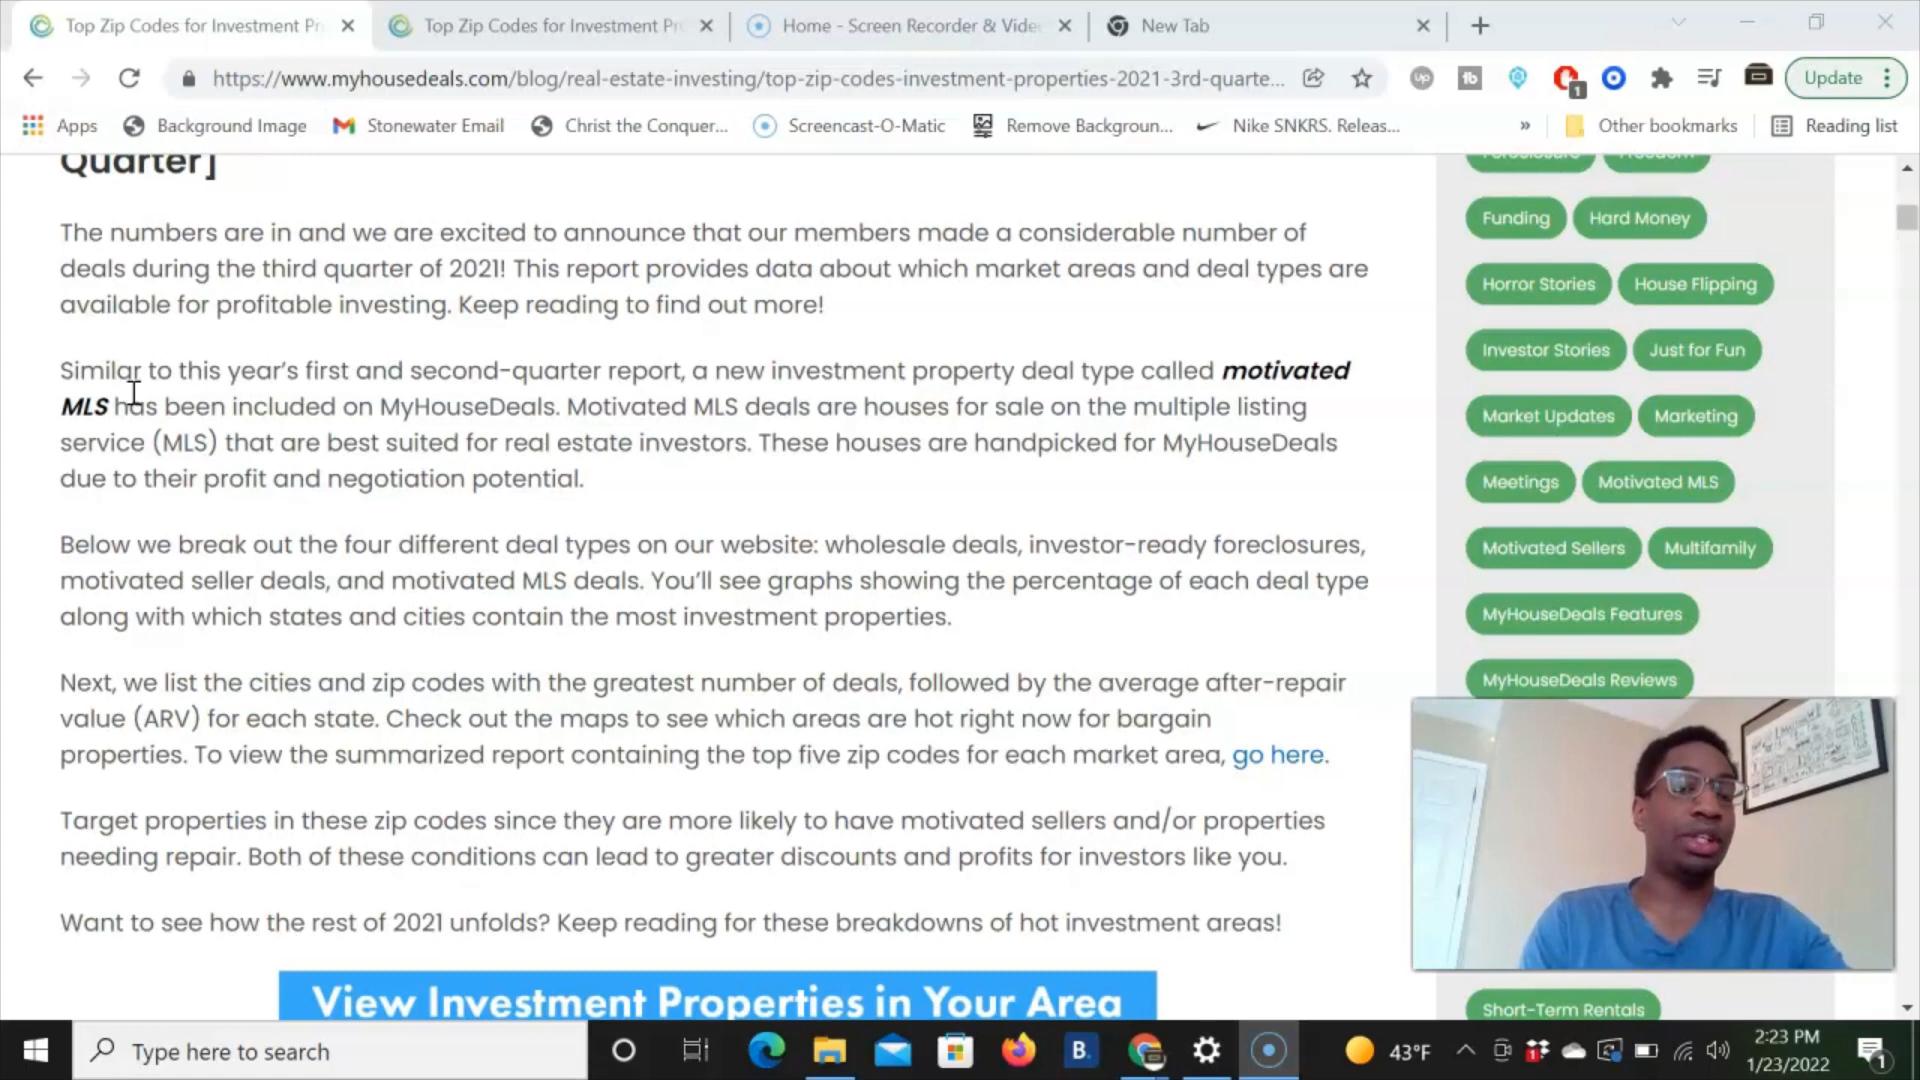 Top Zip Codes for Investment Pr
Top Zip Codes for Investment Pr
Home - Screen Recorder & Vide
New Tab
https://www.myhousedeals.com/blog/real-estate-investing/top-zip-codes-investment-properties-2021-3rd-quarte...
Update
Apps
Background Image
Stonewater Email
Christ the Conquer...
Screencast-O-Matic
Remove Backgroun...
Nike SNKRS. Releas...
Other bookmarks
Reading list
Quarter]
The numbers are in and we are excited to announce that our members made a considerable number of
deals during the third quarter of 2021! This report provides data about which market areas and deal types are
available for profitable investing. Keep reading to find out more!
Similar to this year's first and second-quarter report, a new investment property deal type called motivated
MLS has been included on MyHouseDeals. Motivated MLS deals are houses for sale on the multiple listing
service (MLS) that are best suited for real estate investors. These houses are handpicked for MyHouseDeals
due to their profit and negotiation potential.
Below we break out the four different deal types on our website: wholesale deals, investor-ready foreclosures,
motivated seller deals, and motivated MLS deals. You'll see graphs showing the percentage of each deal type
along with which states and cities contain the most investment properties.
Next, we list the cities and zip codes with the greatest number of deals, followed by the average after-repair
value (ARV) for each state. Check out the maps to see which areas are hot right now for bargain
properties. To view the summarized report containing the top five zip codes for each market area, go here.
Target properties in these zip codes since they are more likely to have motivated sellers and/or properties
needing repair. Both of these conditions can lead to greater discounts and profits for investors like you.
Want to see how the rest of 2021 unfolds? Keep reading for these breakdowns of hot investment areas!
View Investment Properties in Your Area
Foreclosure
Freedom
Funding
Hard Money
Horror Stories
House Flipping
Investor Stories
Just for Fun
Market Updates
Marketing
Meetings
Motivated MLS
Motivated Sellers
Multifamily
MyHouseDeals Features
MyHouseDeals Reviews
Short-Term Rentals
Type here to search
B.
43°F
2:23 PM
1/23/2022
1